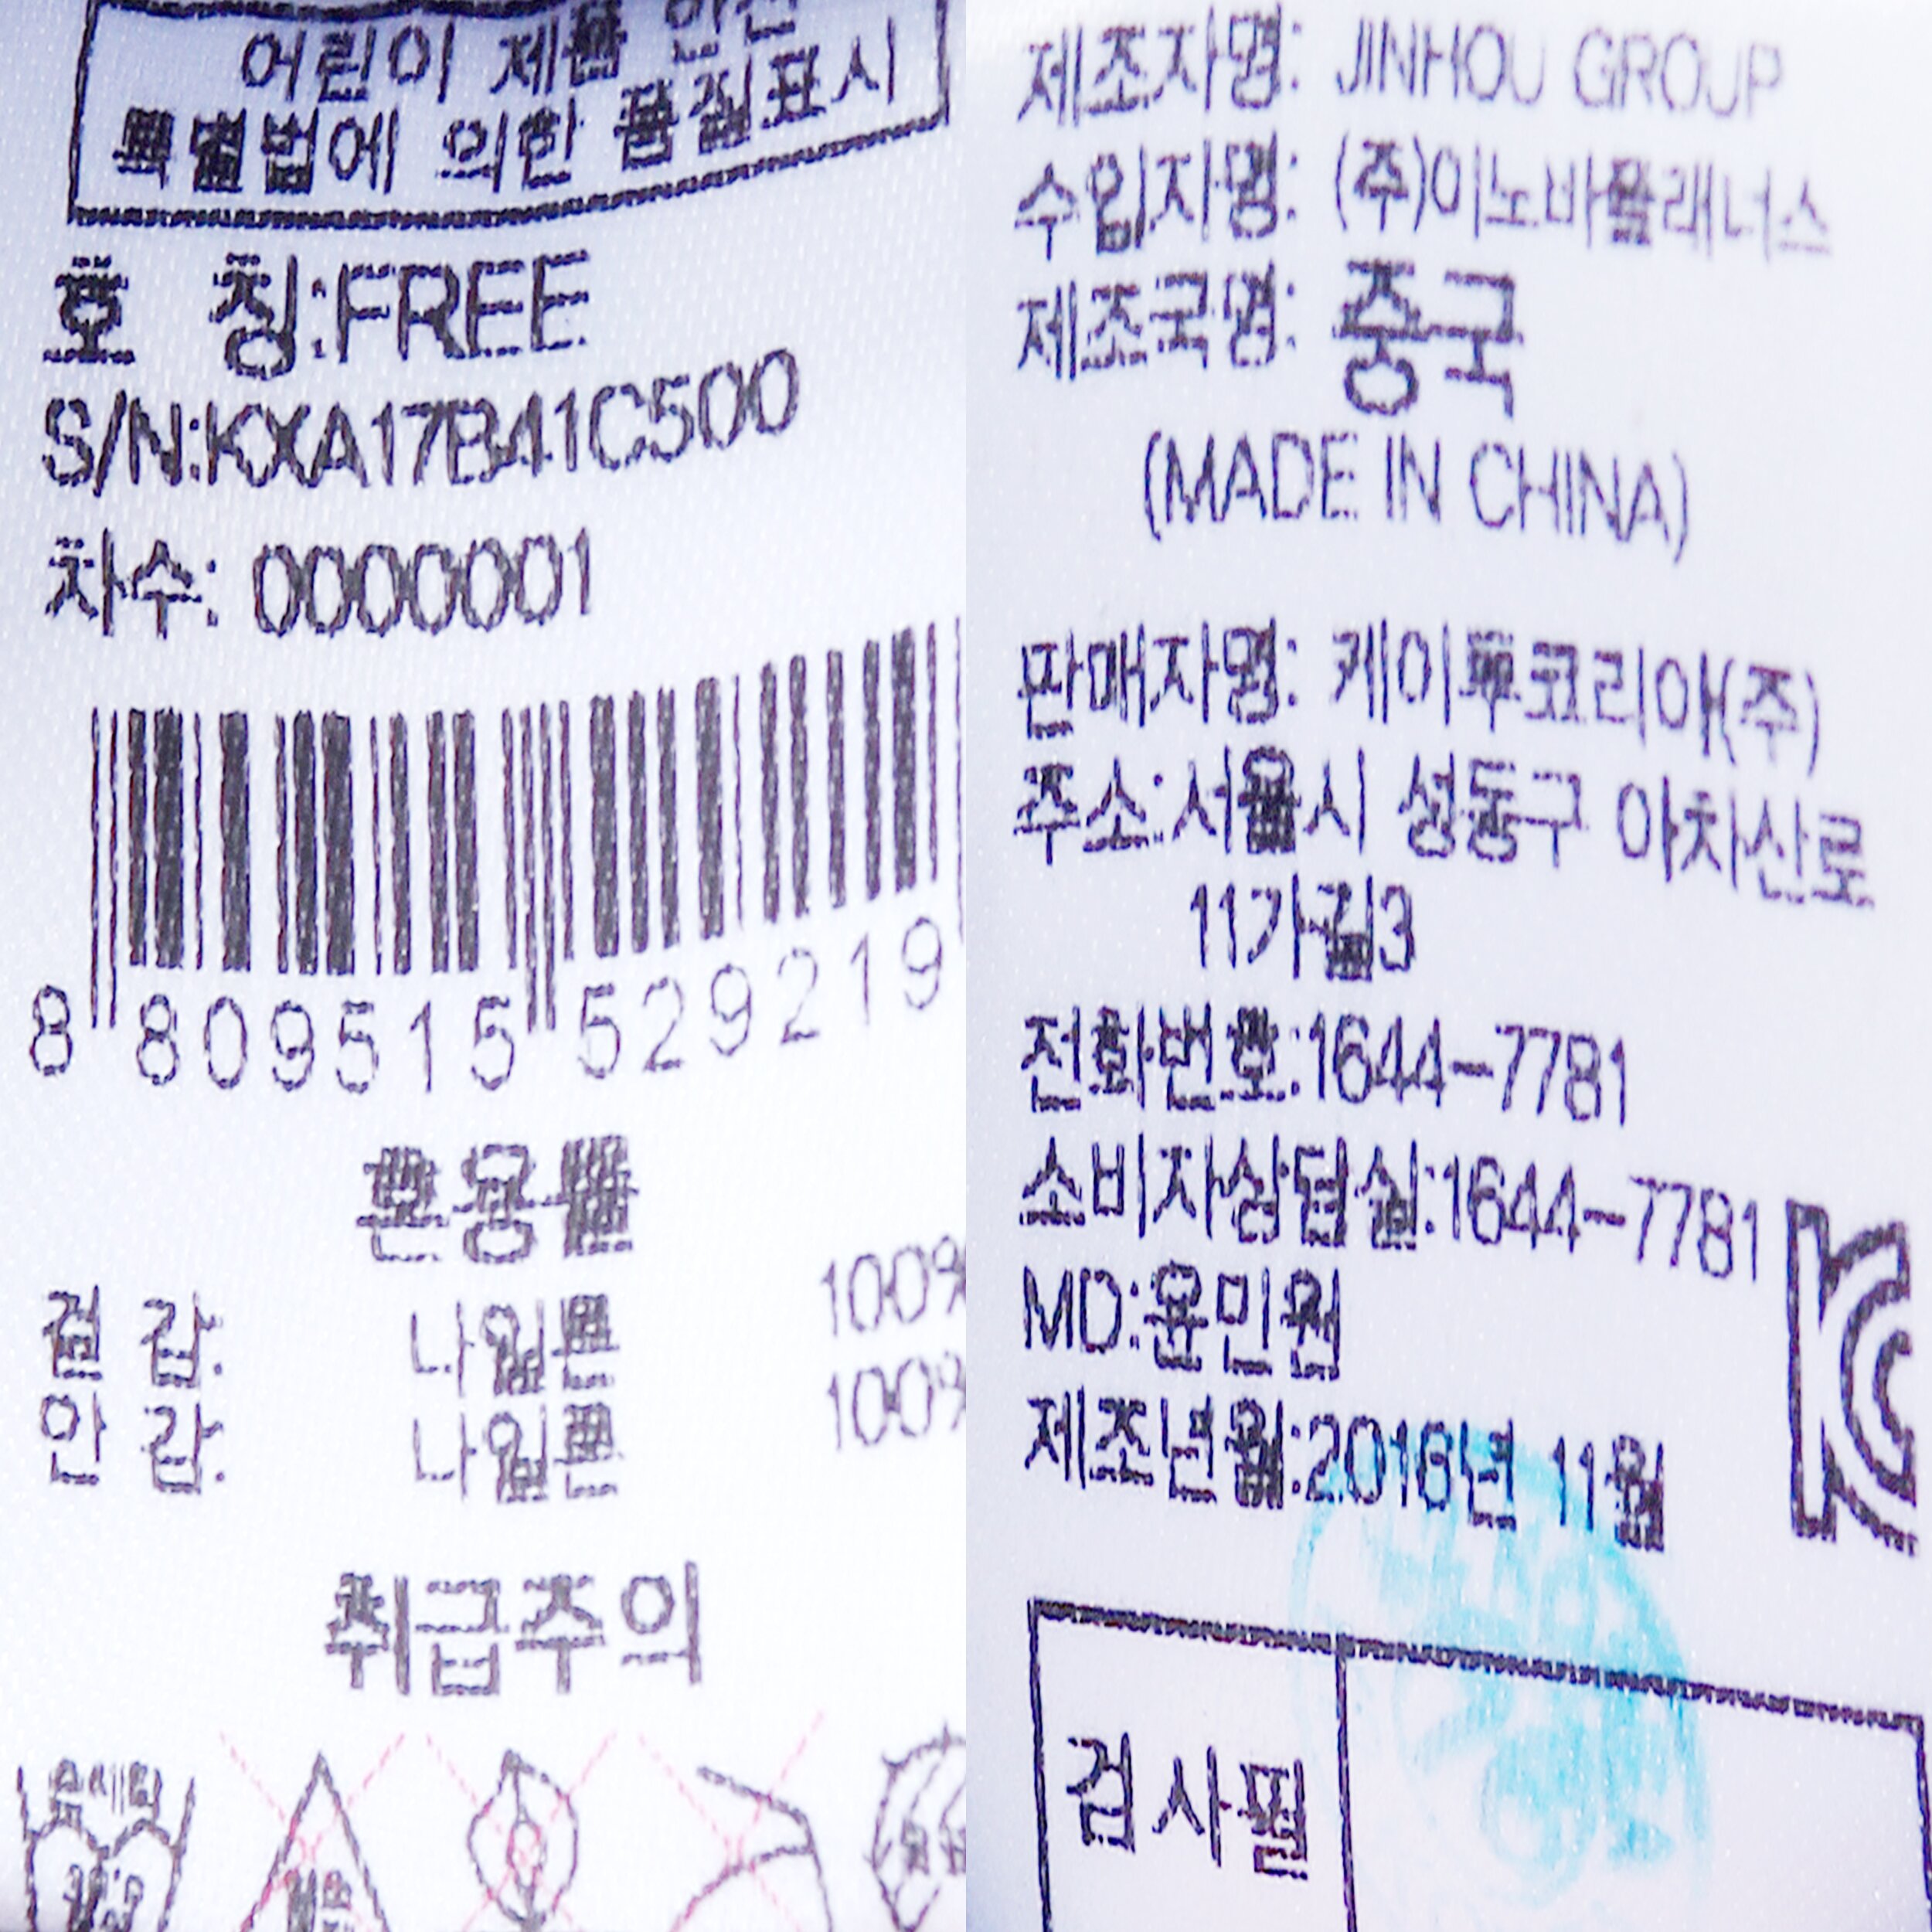 어린이 제품 안전
특별법에 의한 품질표시
호 칭:FREE
S/N:KXA17B41C500
차수: 0000001
8 809515 529219
혼용률
겉 감: 나일론 100%
안 감: 나일론 100%
취급주의
손세탁
제조자명: JINHOU GROUP
수입자명: (주)이노바플래너스
제조국명: 중국
(MADE IN CHINA)
판매자명: 케이투코리아(주)
주소:서울시 성동구 아차산로
11가길3
전화번호:1644-7781
소비자상담실:1644-7781
MD:윤민원
제조년월:2016년 11월
검사필